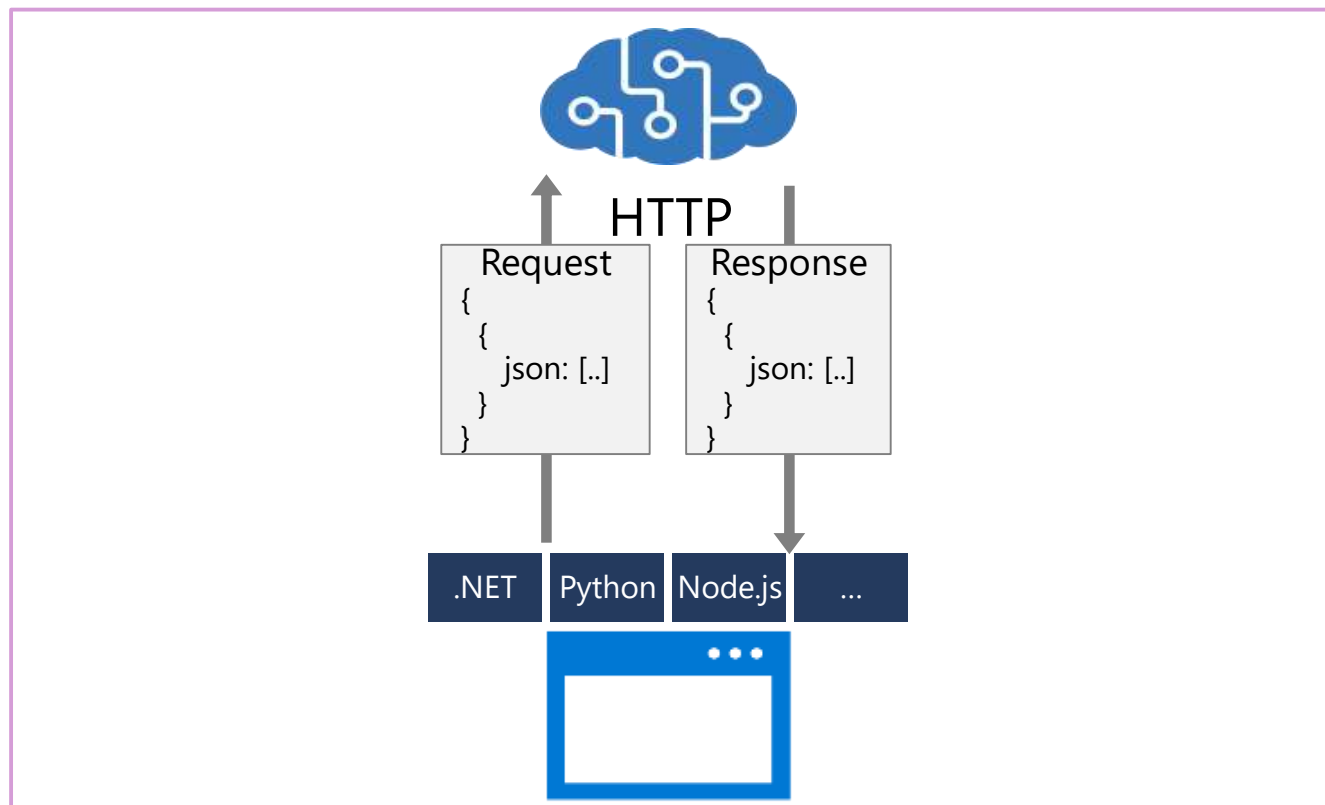 HTTP
Request
{
{
json: [..]
}
}
Response
{
{
json: [..]
}
}
.NET
Python
Node.js
...